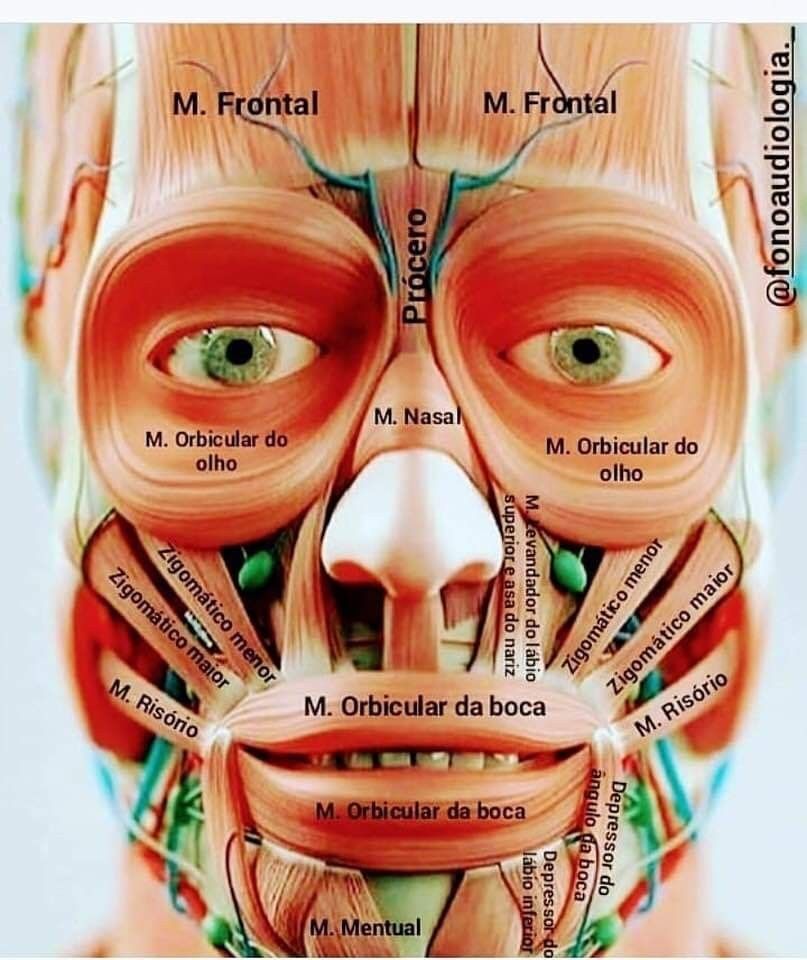 M. Frontal
M. Frontal
@fonoaudiologia._
Prócero
M. Nasal
M. Orbicular do
olho
M. Orbicular do
olho
M. Levandador do lábio
superior e asa do nariz
Zigomático menor
Zigomático maior
Zigomático menor
Zigomático maior
M. Risório
M. Risório
M. Orbicular da boca
M. Orbicular da boca
Depressor do
ângulo da boca
Depressor do
lábio inferior
M. Mentual